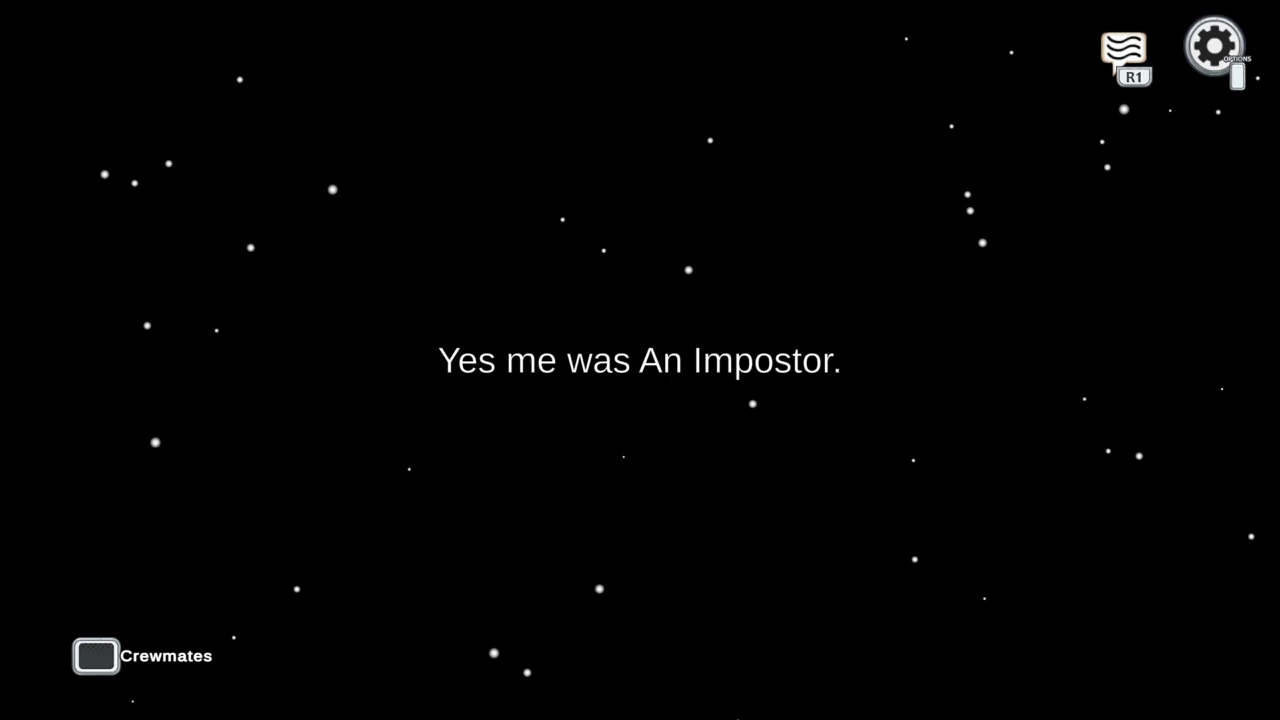 R1
OPTIONS
Yes me was An Impostor.
Crewmates